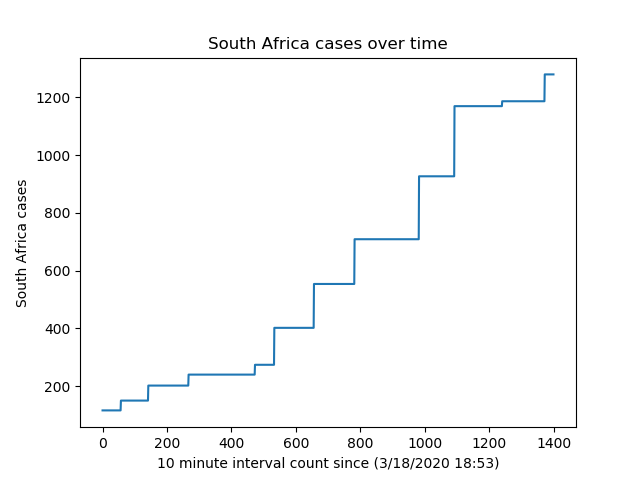 South Africa cases over time
South Africa cases
1200
1000
800
600
400
200
0 200 400 600 800 1000 1200 1400
10 minute interval count since (3/18/2020 18:53)